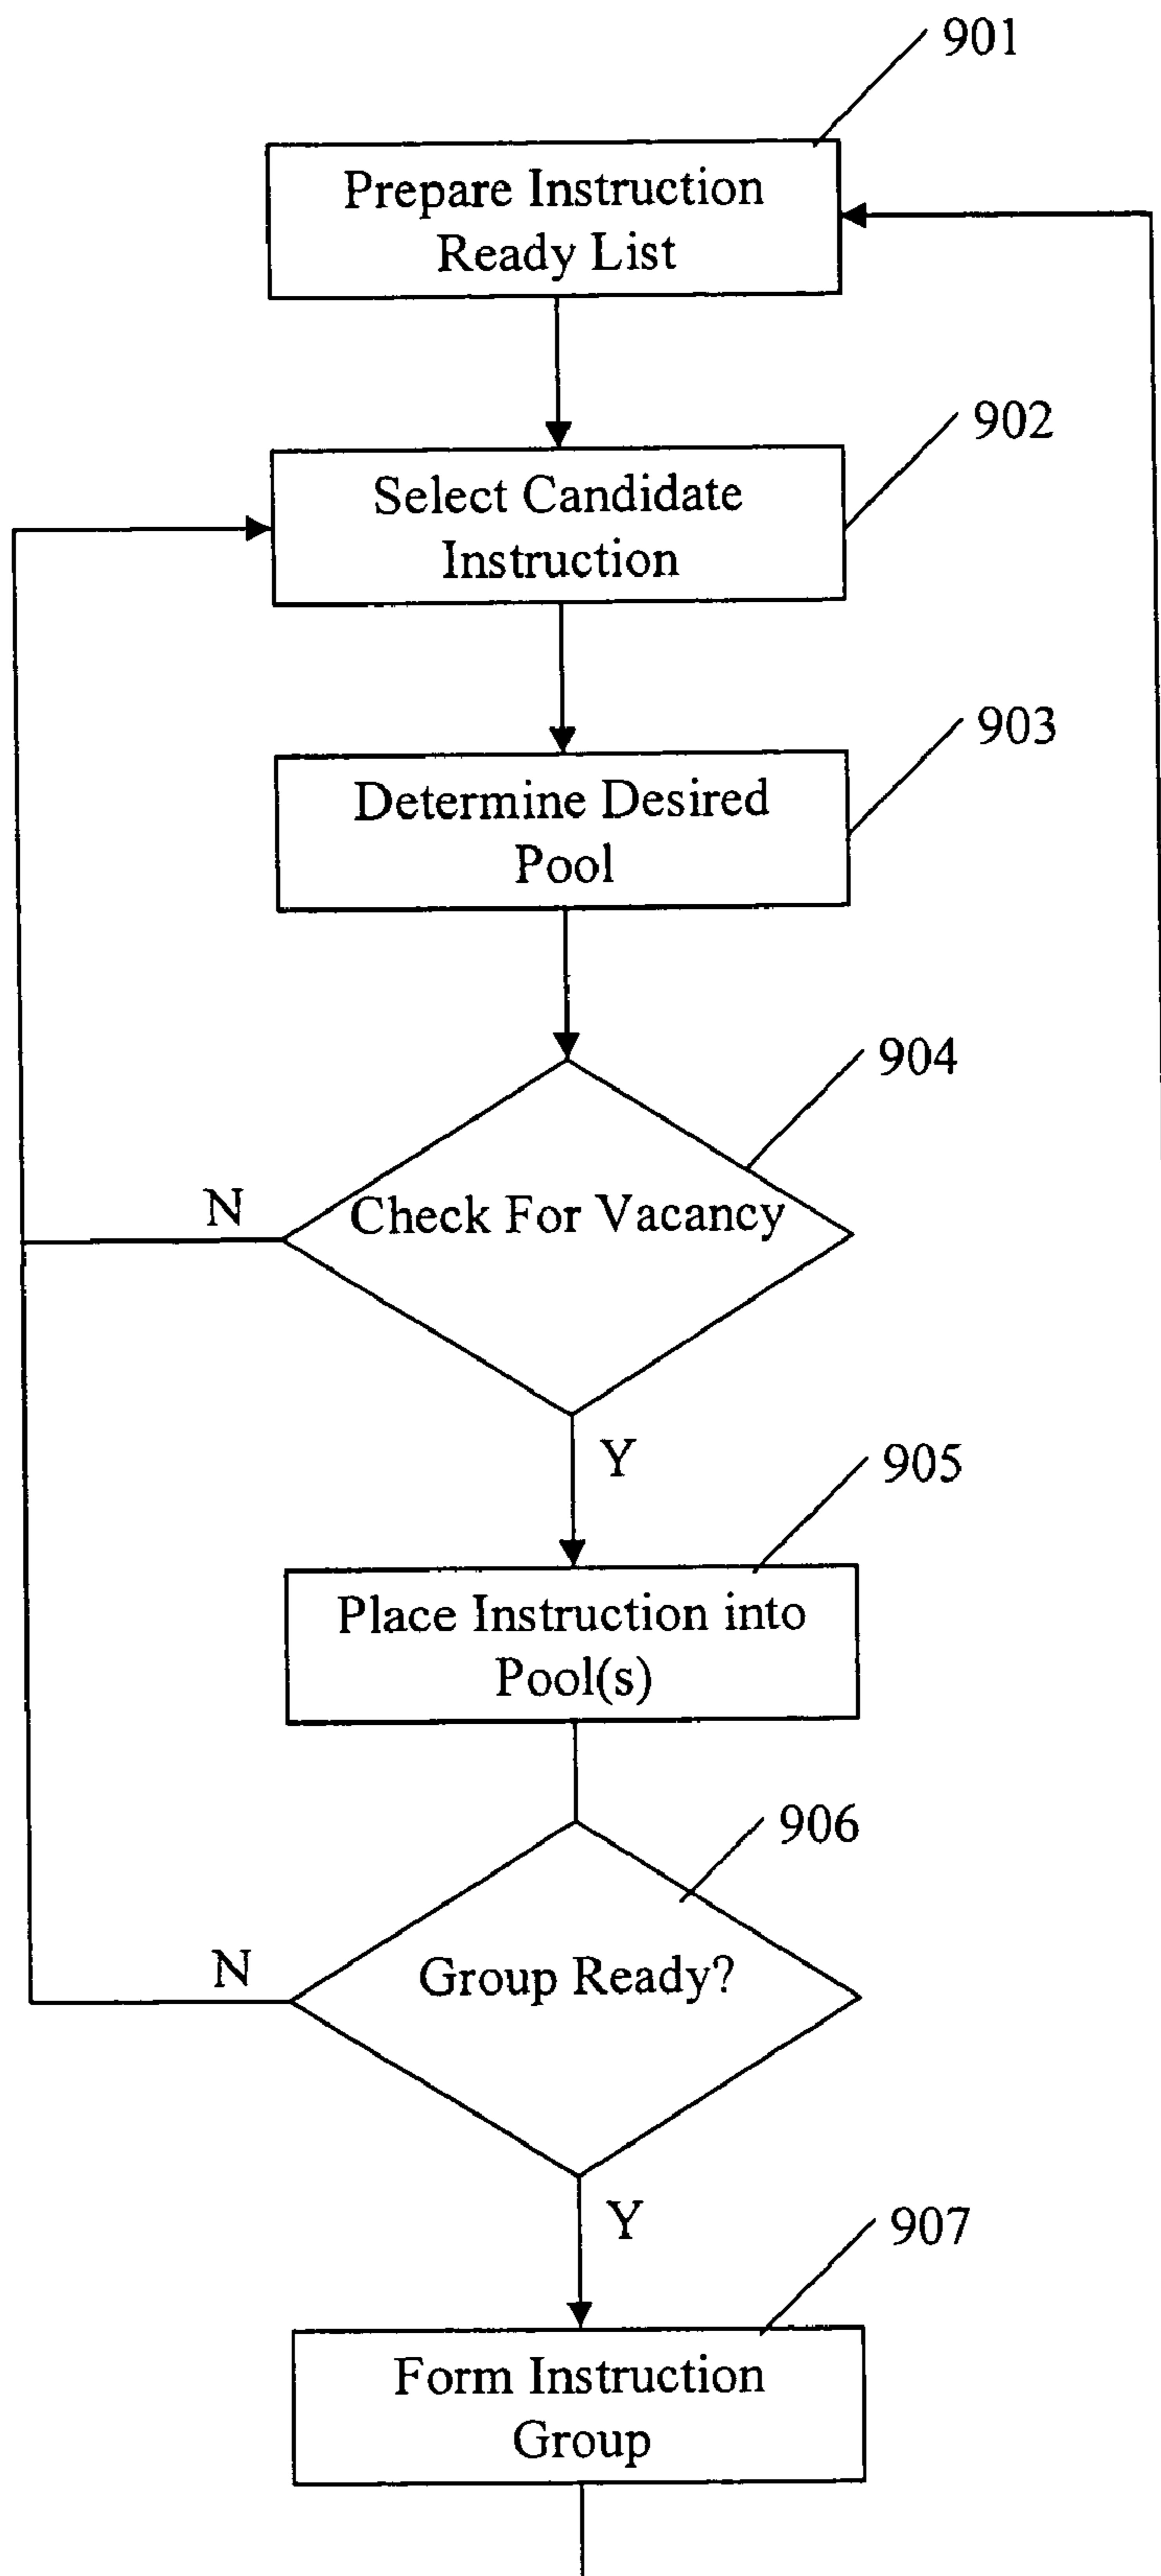 901
Prepare Instruction
Ready List
902
Select Candidate
Instruction
903
Determine Desired
Pool
904
N
Check For Vacancy
Y
905
Place Instruction into
Pool(s)
906
N
Group Ready?
Y
907
Form Instruction
Group